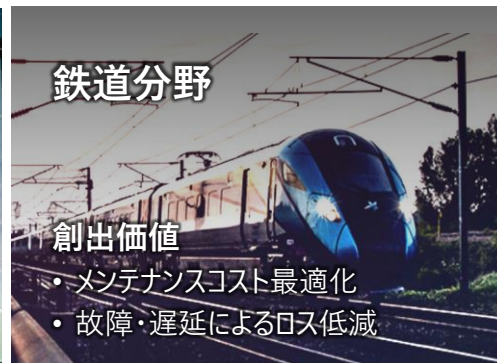 鉄道分野
創出価値
• メンテナンスコスト最適化
• 故障・遅延によるロス低減